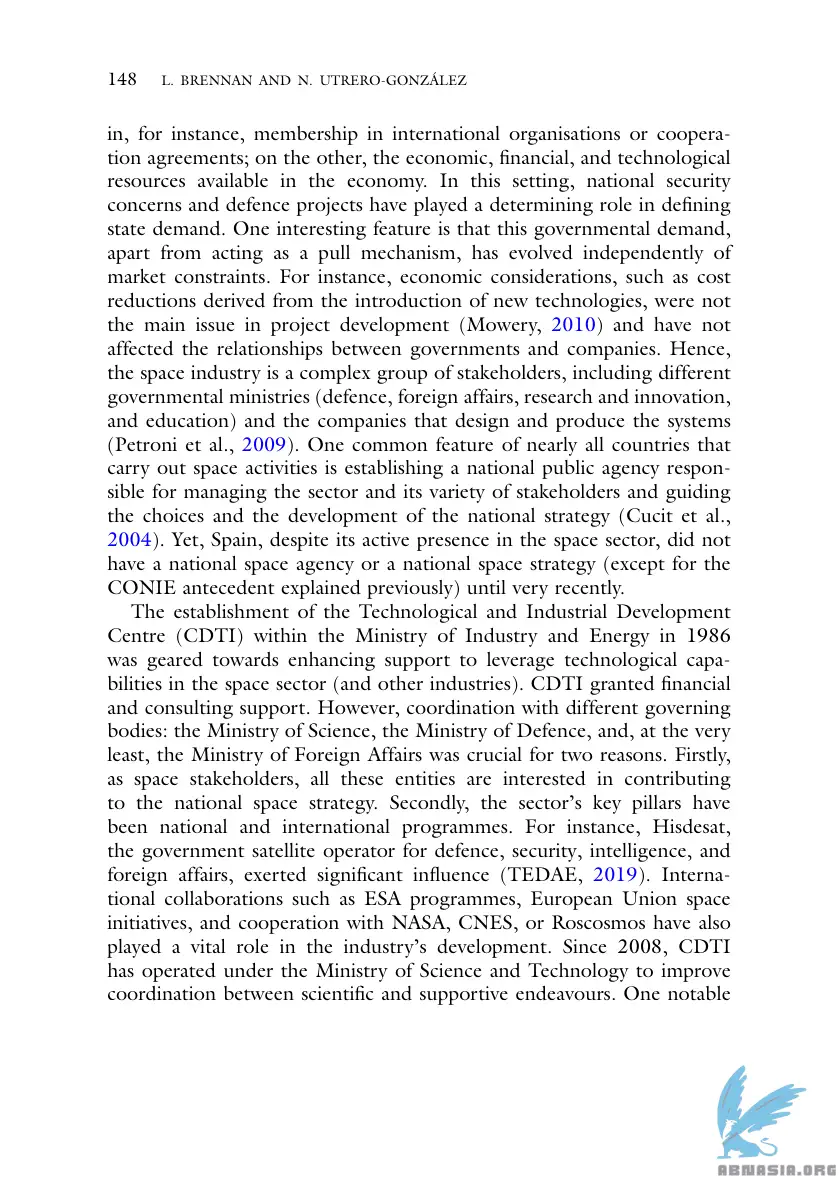 148 L. BRENNAN AND N. UTRERO-GONZÁLEZ
in, for instance, membership in international organisations or coopera-
tion agreements; on the other, the economic, financial, and technological
resources available in the economy. In this setting, national security
concerns and defence projects have played a determining role in defining
state demand. One interesting feature is that this governmental demand,
apart from acting as a pull mechanism, has evolved independently of
market constraints. For instance, economic considerations, such as cost
reductions derived from the introduction of new technologies, were not
the main issue in project development (Mowery, 2010) and have not
affected the relationships between governments and companies. Hence,
the space industry is a complex group of stakeholders, including different
governmental ministries (defence, foreign affairs, research and innovation,
and education) and the companies that design and produce the systems
(Petroni et al., 2009). One common feature of nearly all countries that
carry out space activities is establishing a national public agency respon-
sible for managing the sector and its variety of stakeholders and guiding
the choices and the development of the national strategy (Cucit et al.,
2004). Yet, Spain, despite its active presence in the space sector, did not
have a national space agency or a national space strategy (except for the
CONIE antecedent explained previously) until very recently.
The establishment of the Technological and Industrial Development
Centre (CDTI) within the Ministry of Industry and Energy in 1986
was geared towards enhancing support to leverage technological capa-
bilities in the space sector (and other industries). CDTI granted financial
and consulting support. However, coordination with different governing
bodies: the Ministry of Science, the Ministry of Defence, and, at the very
least, the Ministry of Foreign Affairs was crucial for two reasons. Firstly,
as space stakeholders, all these entities are interested in contributing
to the national space strategy. Secondly, the sector's key pillars have
been national and international programmes. For instance, Hisdesat,
the government satellite operator for defence, security, intelligence, and
foreign affairs, exerted significant influence (TEDAE, 2019). Interna-
tional collaborations such as ESA programmes, European Union space
initiatives, and cooperation with NASA, CNES, or Roscosmos have also
played a vital role in the industry's development. Since 2008, CDTI
has operated under the Ministry of Science and Technology to improve
coordination between scientific and supportive endeavours. One notable
ABNASIA.ORG